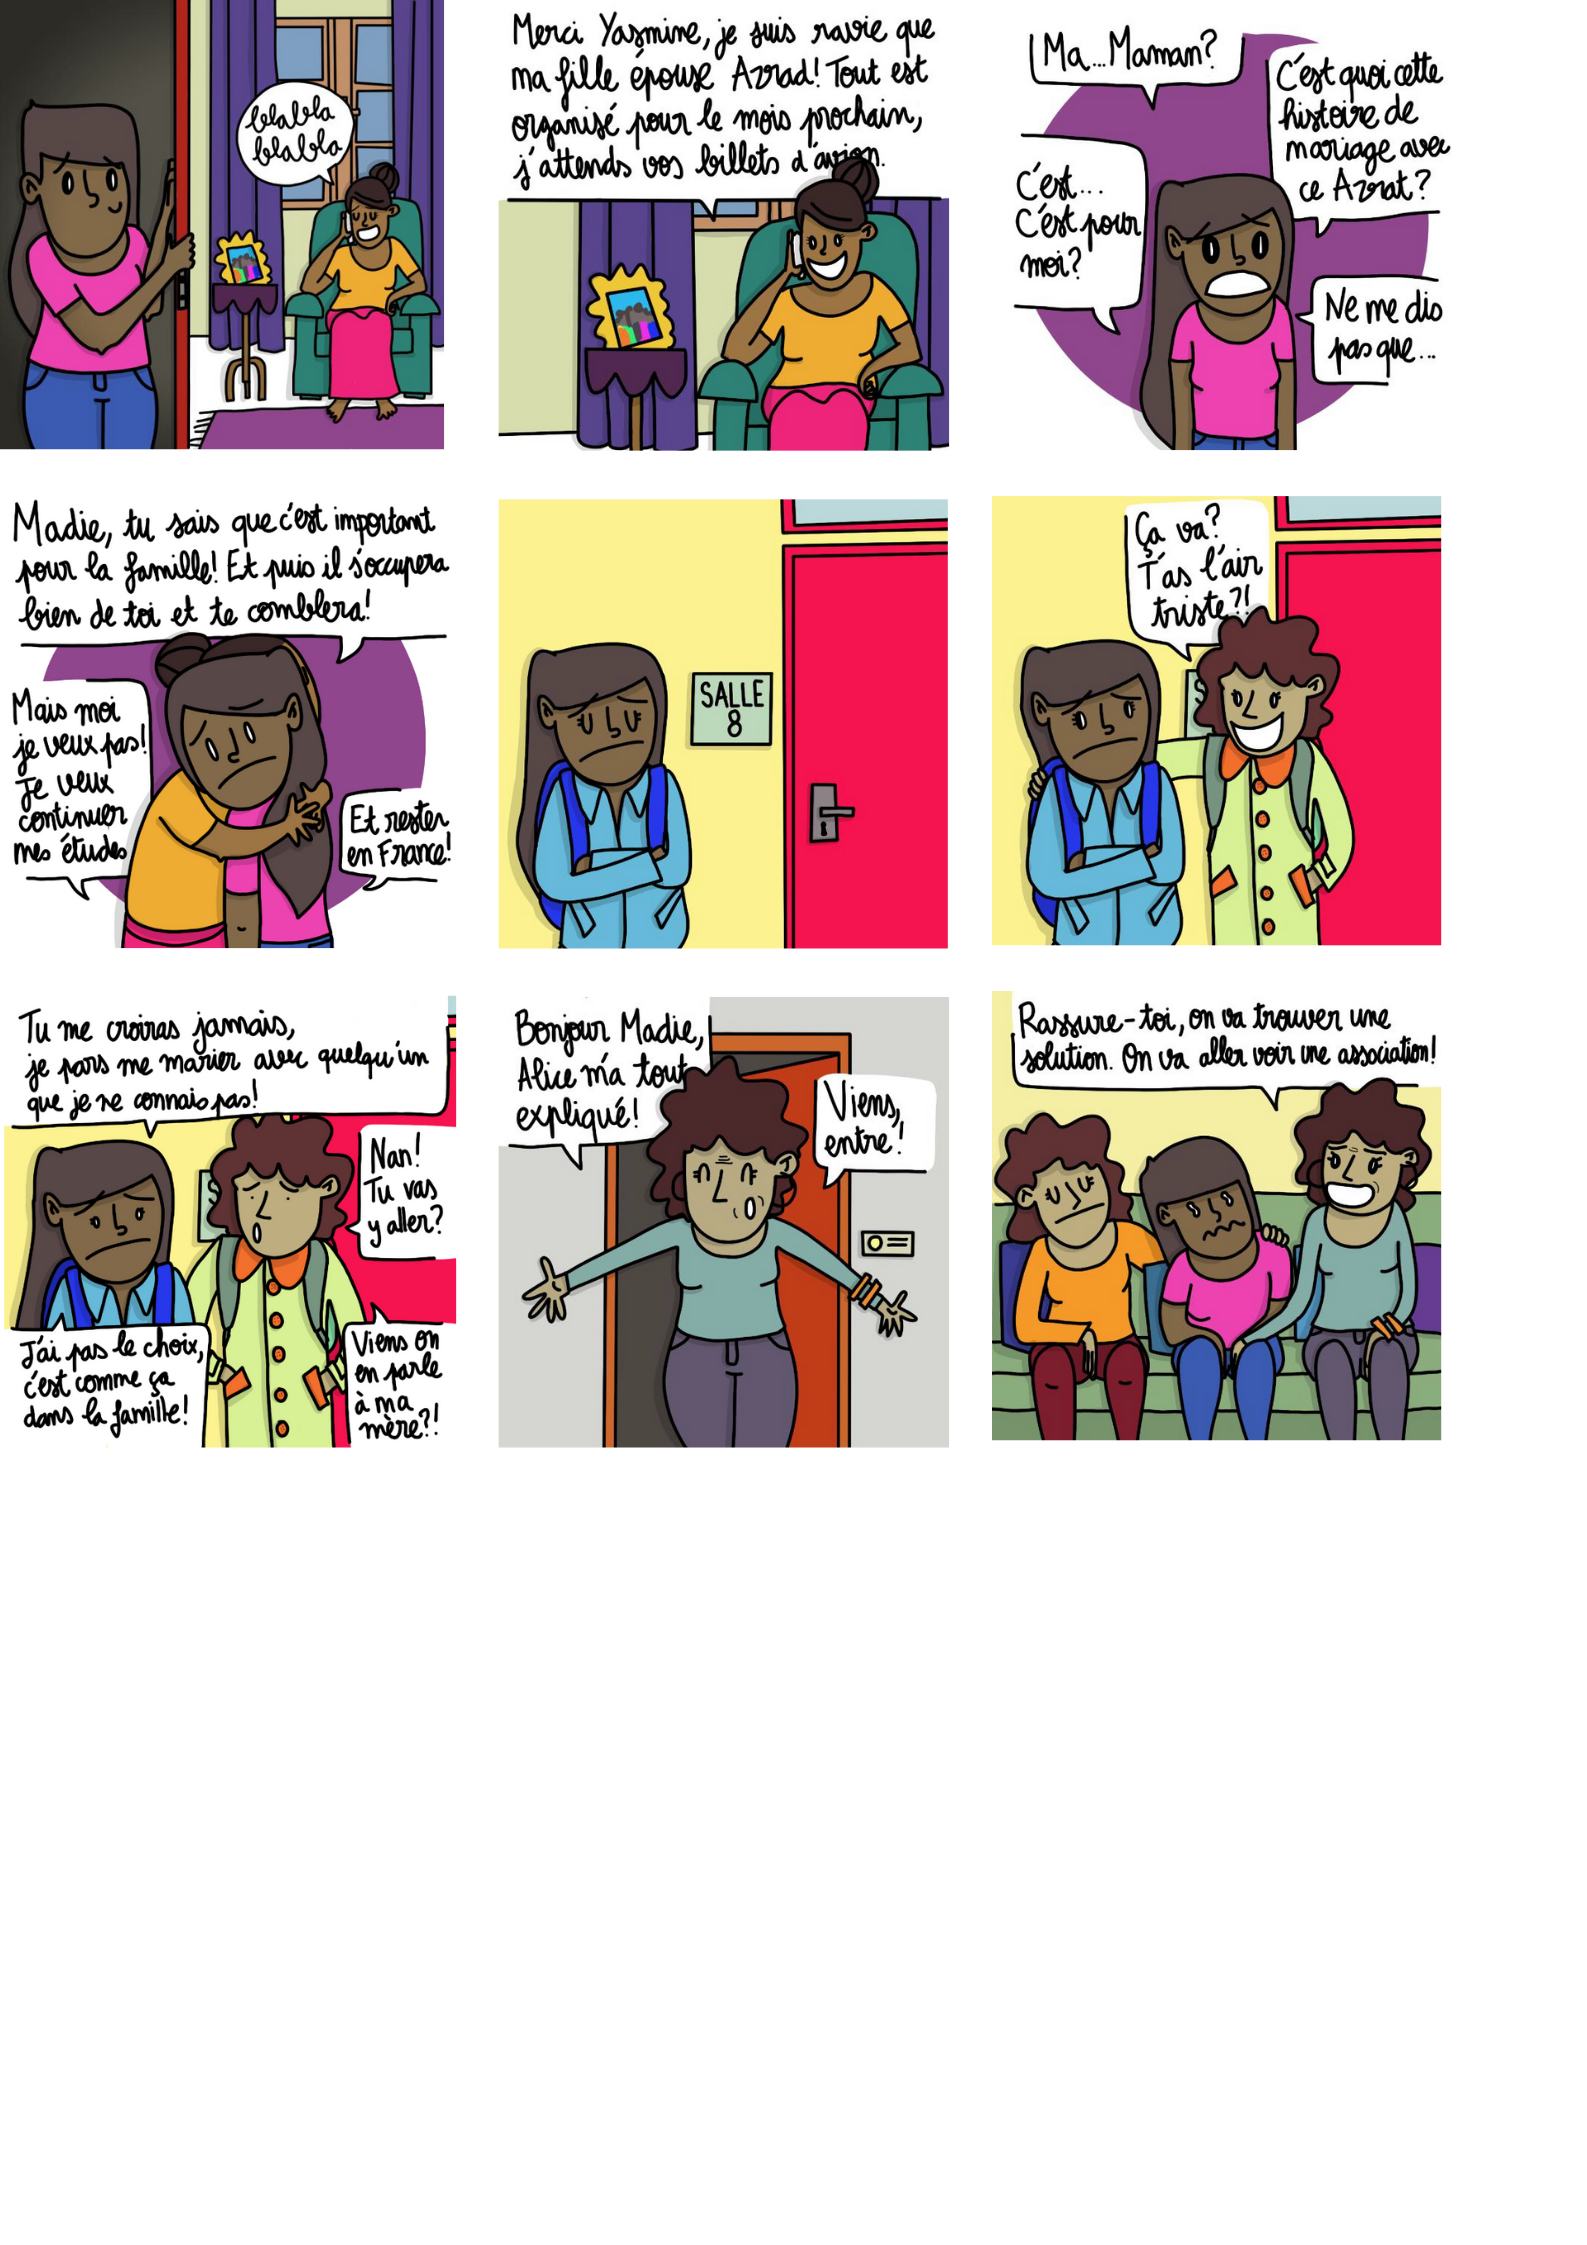 blabla
blabla
Merci Yasmine, je suis ravie que
ma fille épouse Azrad! Tout est
organisé pour le mois prochain,
j'attends vos billets d'avion.
Ma...Maman?
C'est quoi cette
histoire de
mariage avec
ce Azrat?
C'est...
C'est pour
moi?
Ne me dis
pas que...
Madie, tu sais que c'est important
pour la famille! Et puis il s'occupera
bien de toi et te comblera!
Mais moi
je veux pas!
Je veux
continuer
mes études
Et rester
en France!
SALLE
8
Ça va?
T'as l'air
triste?!
S
Tu me croiras jamais,
je pars me marier avec quelqu'un
que je ne connais pas!
Nan!
Tu vas
y aller?
S
J'ai pas le choix,
c'est comme ça
dans la famille!
Viens on
en parle
à ma
mère?!
Bonjour Madie,
Alice m'a tout
expliqué!
Viens,
entre!
Rassure-toi, on va trouver une
solution. On va aller voir une association!